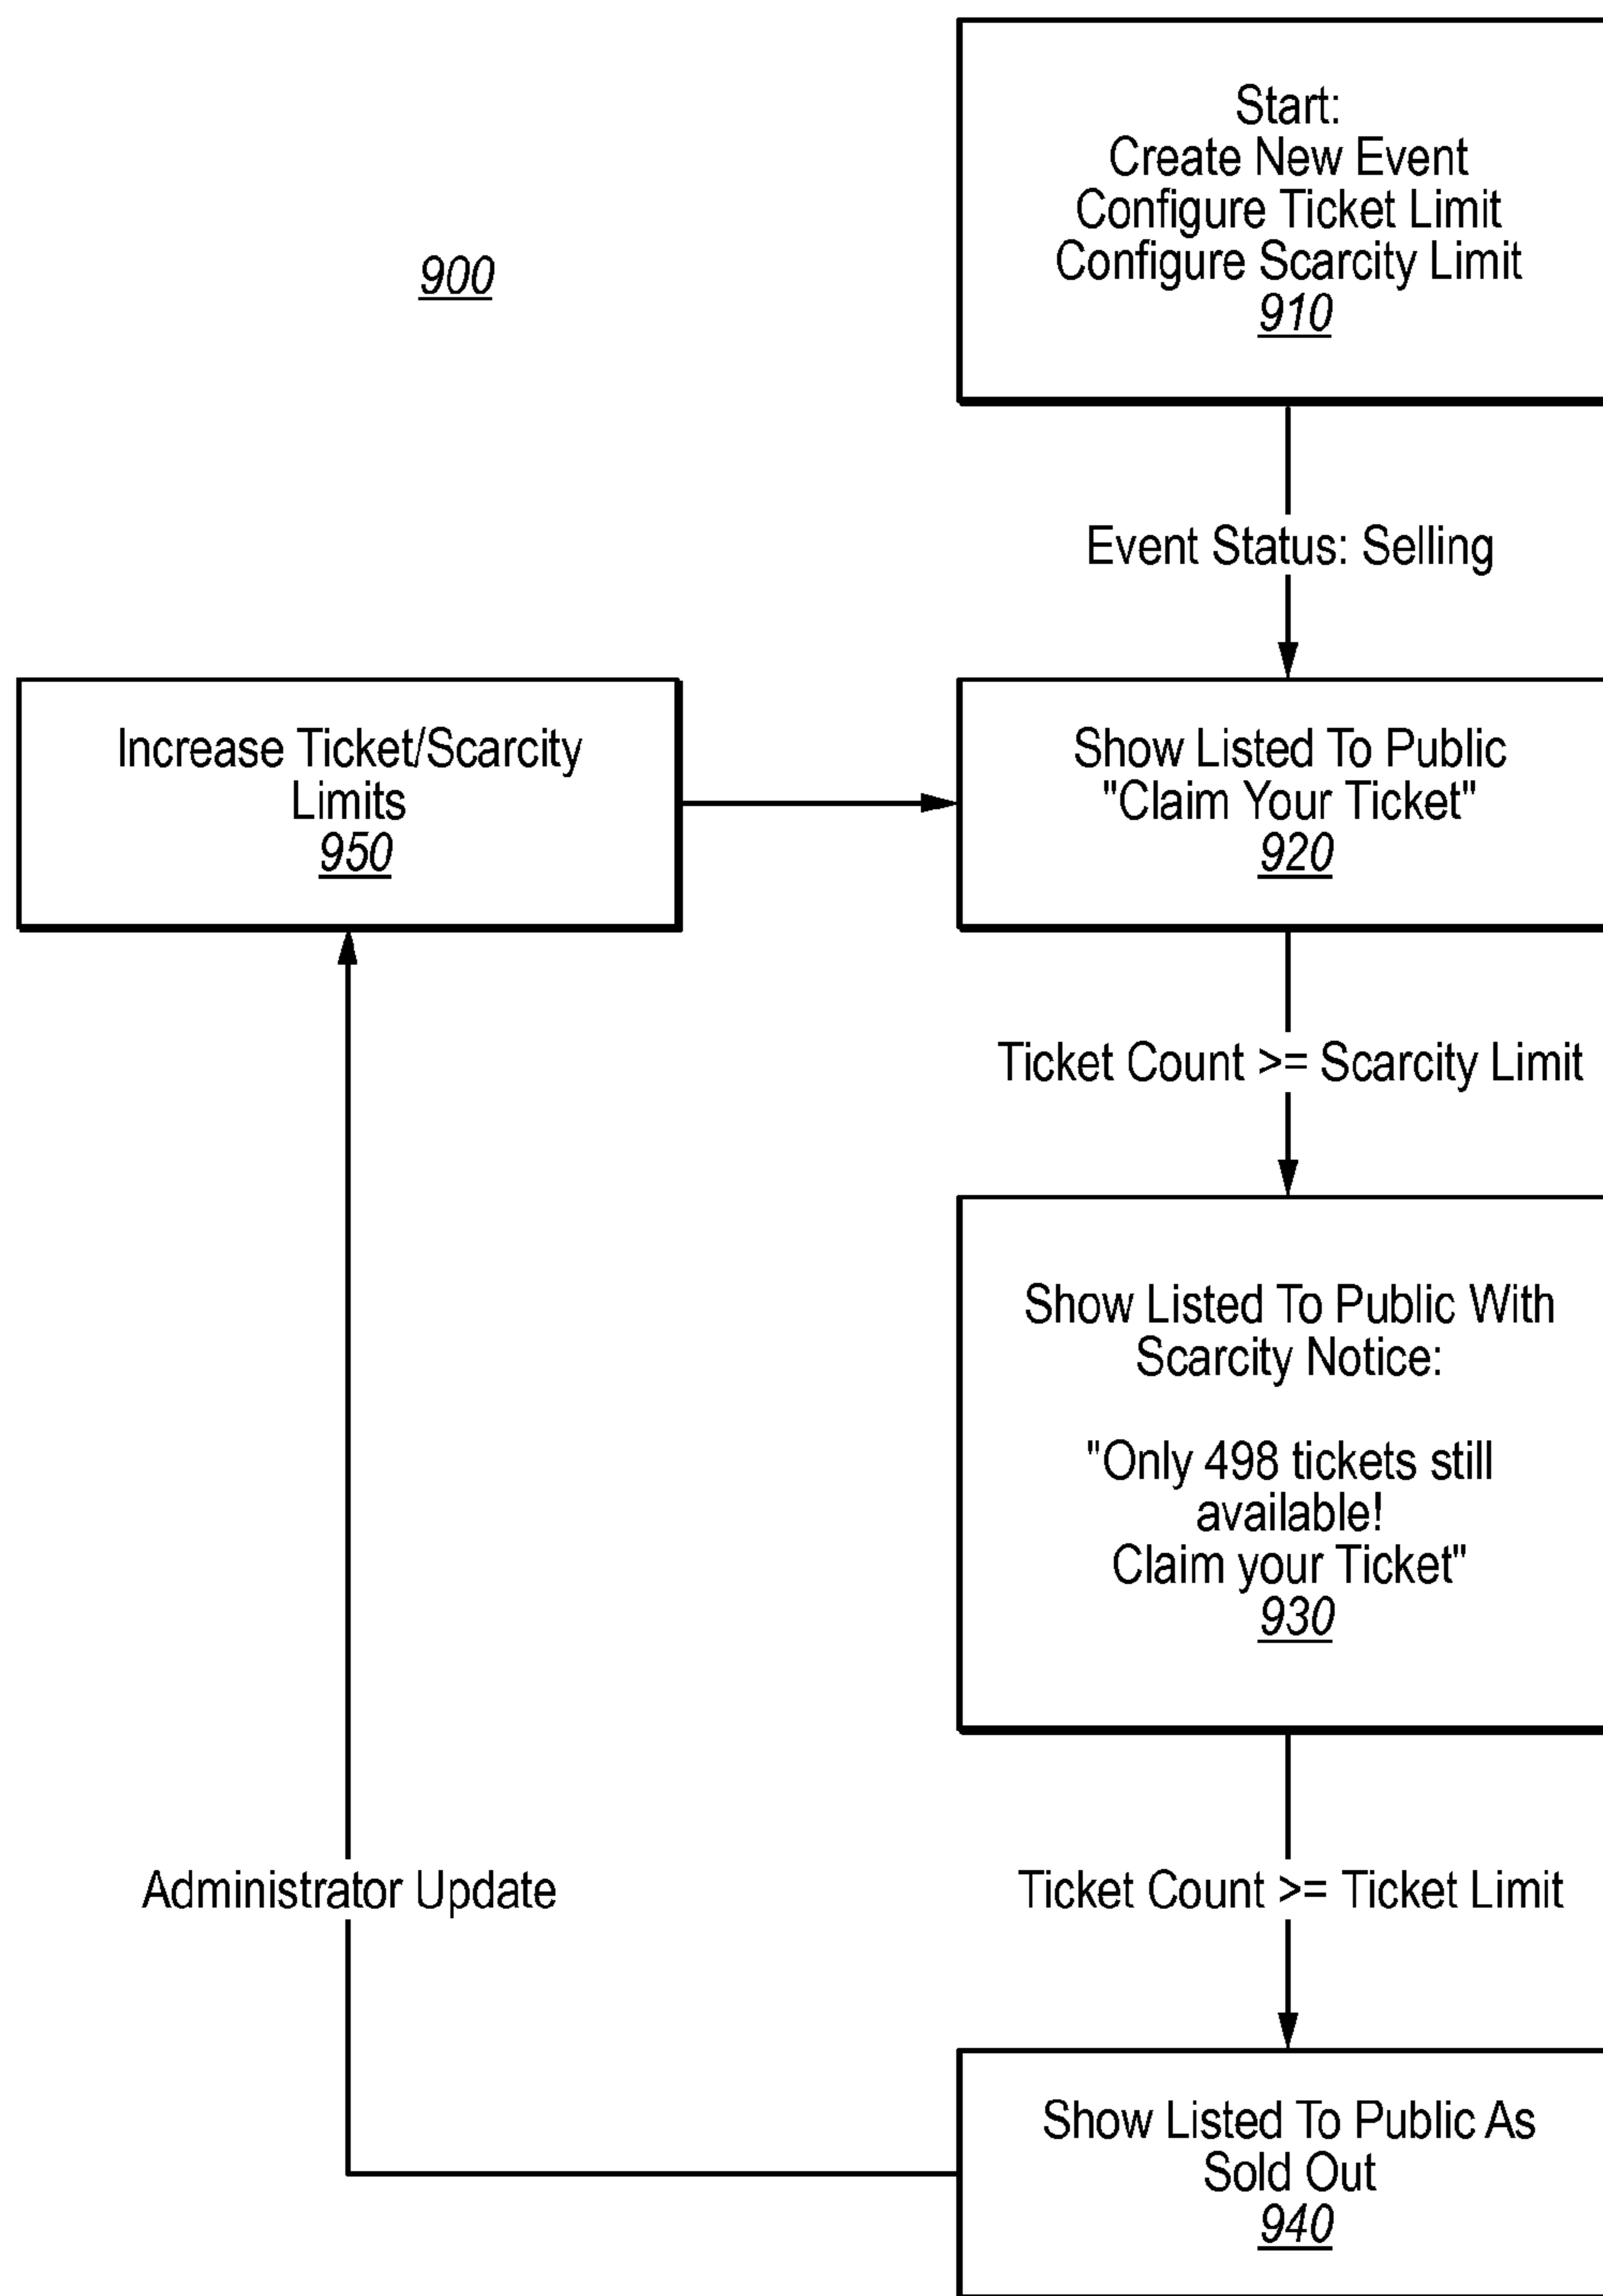 900
Start:
Create New Event
Configure Ticket Limit
Configure Scarcity Limit
910
Event Status: Selling
Increase Ticket/Scarcity
Limits
950
Show Listed To Public
"Claim Your Ticket"
920
Ticket Count >= Scarcity Limit
Show Listed To Public With
Scarcity Notice:
"Only 498 tickets still
available!
Claim your Ticket"
930
Administrator Update
Ticket Count >= Ticket Limit
Show Listed To Public As
Sold Out
940